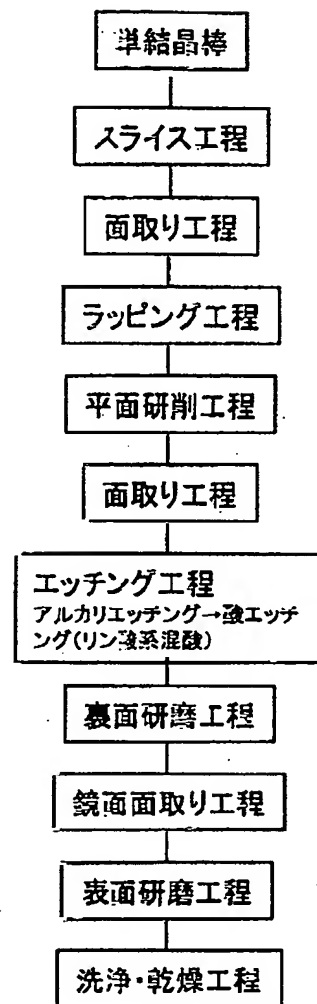 単結晶棒
スライス工程
面取り工程
ラッピング工程
平面研削工程
面取り工程
エッチング工程
アルカリエッチング→酸エッチ
ング(リン酸系混酸)
裏面研磨工程
鏡面面取り工程
表面研磨工程
洗浄・乾燥工程